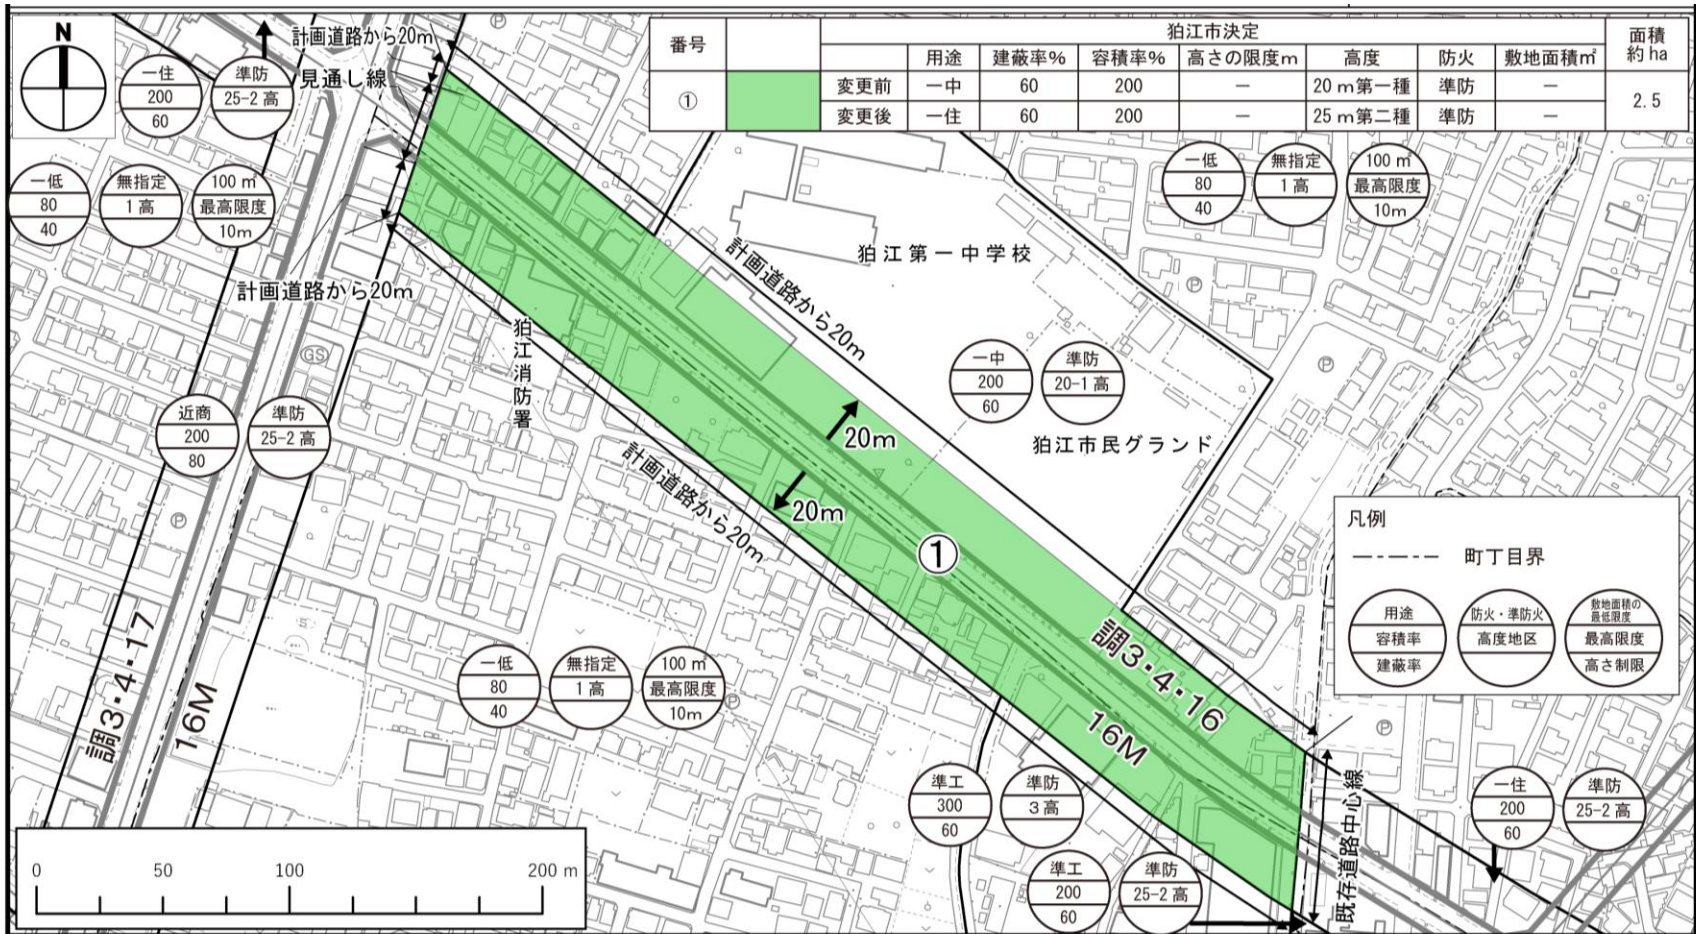 N
計画道路から20m
見通し線
一住
200
60
準防
25-2 高
番号
狛江市決定
面積
約 ha
用途 建蔽率% 容積率% 高さの限度m 高度 防火 敷地面積㎡
① 変更前 一中 60 200 － 20 m第一種 準防 － 2.5
変更後 一住 60 200 － 25 m第二種 準防 －
一低
80
40
無指定
1 高
100 ㎡
最高限度
10m
一低
80
40
無指定
1 高
100 ㎡
最高限度
10m
狛江第一中学校
計画道路から20m
計画道路から20m
狛江消防署
GS
P
P
P
P
P
P
一中
200
60
準防
20-1 高
近商
200
80
準防
25-2 高
20m
狛江市民グランド
計画道路から20m
20m
①
凡例
町丁目界
用途
容積率
建蔽率
防火・準防火
高度地区
敷地面積の
最低限度
最高限度
高さ制限
調3・4・17
16M
一低
80
40
無指定
1 高
100 ㎡
最高限度
10m
調3・4・16
16M
準工
300
60
準防
3 高
既存道路中心線
一住
200
60
準防
25-2 高
準工
200
60
準防
25-2 高
0 50 100 200 m